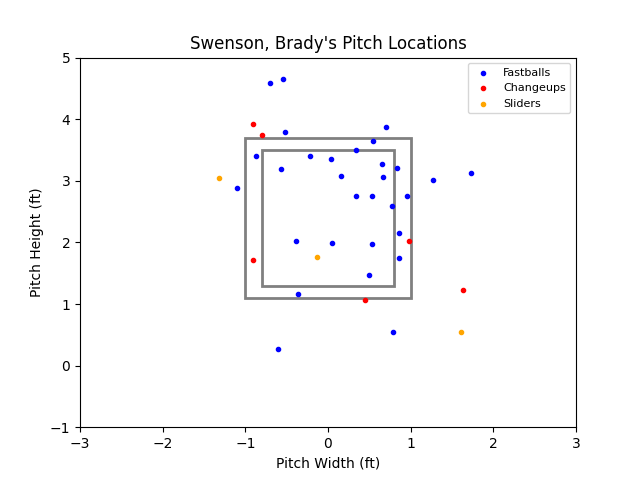 Swenson, Brady's Pitch Locations
Fastballs
Changeups
Sliders
Pitch Height (ft)
5
4
3
2
1
0
−1
−3
−2
−1
0
1
2
3
Pitch Width (ft)